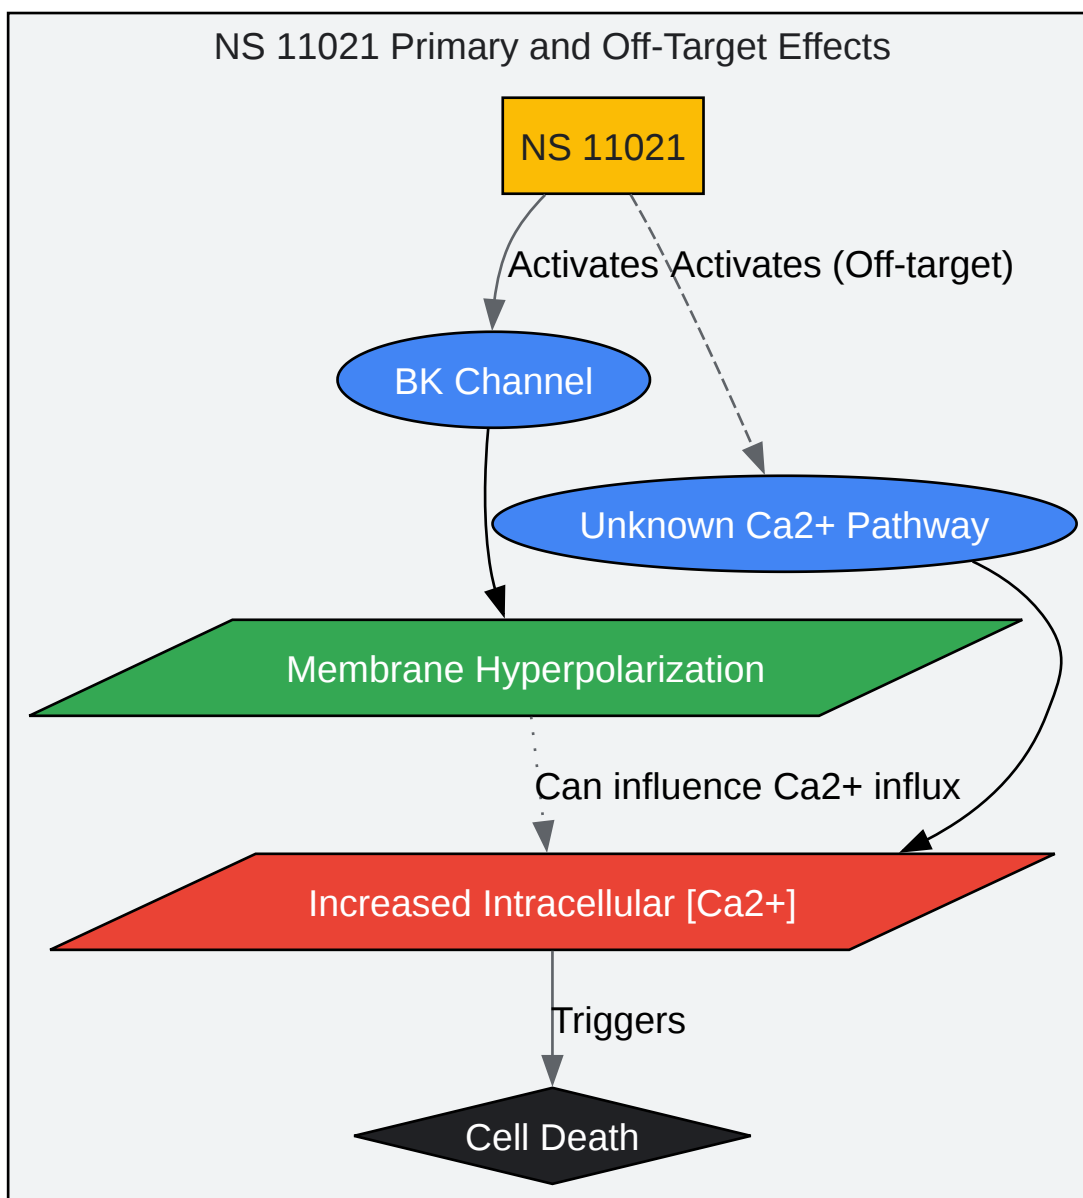 NS 11021 Primary and Off-Target Effects
NS 11021
Activates
Activates (Off-target)
BK Channel
Unknown Ca2+ Pathway
Membrane Hyperpolarization
Can influence Ca2+ influx
Increased Intracellular [Ca2+]
Triggers
Cell Death